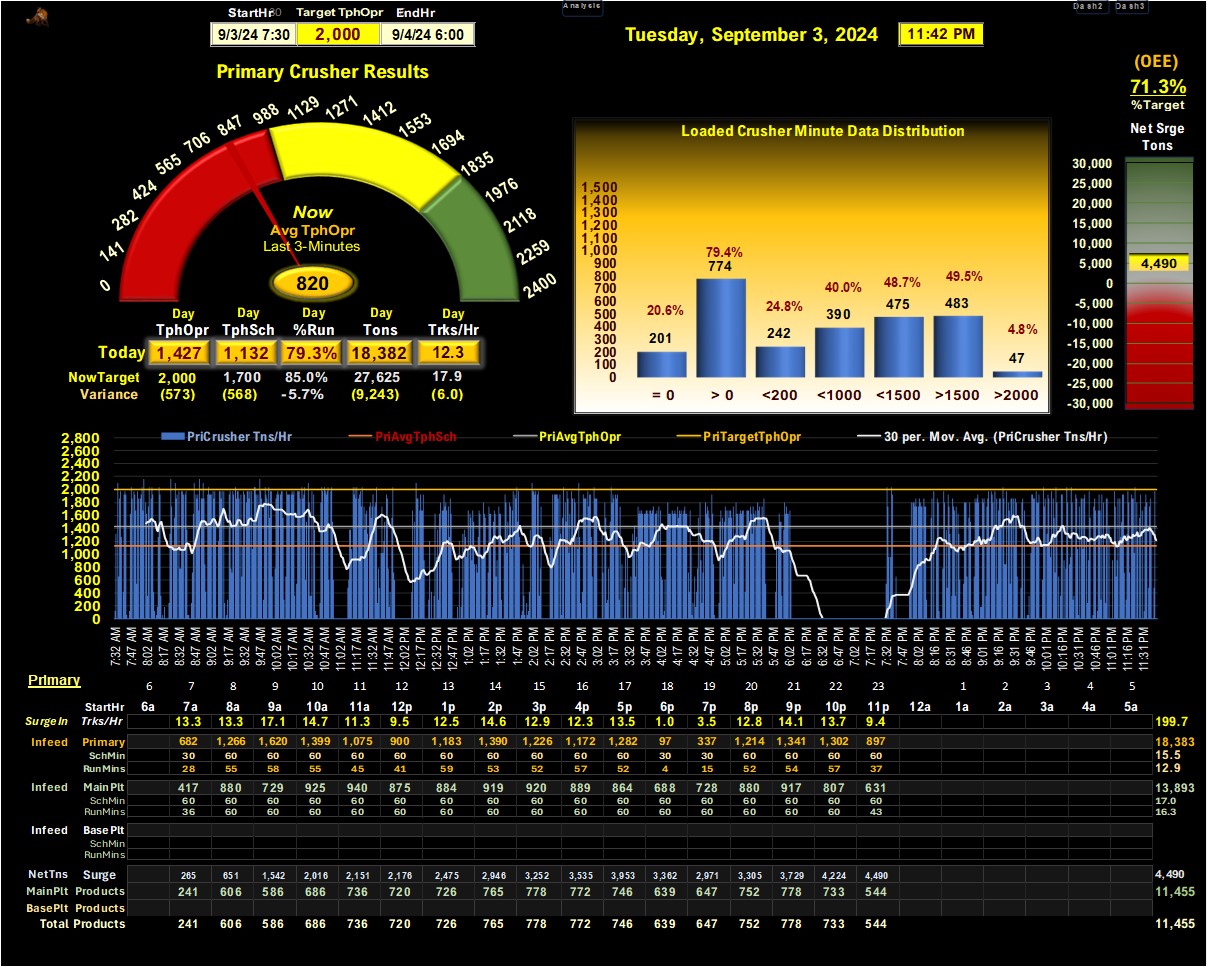 Analysis
Dash2 Dash3
StartHr30 Target TphOpr EndHr
9/3/24 7:30 2,000 9/4/24 6:00
Tuesday, September 3, 2024 11:42 PM
(OEE)
71.3%
%Target
Primary Crusher Results
0 141 282 424 565 706 847 988 1129 1271 1412 1553 1694 1835 1976 2118 2259 2400
Now
Avg TphOpr
Last 3-Minutes
820
Day Day Day Day Day
TphOpr TphSch %Run Tons Trks/Hr
Today 1,427 1,132 79.3% 18,382 12.3
NowTarget 2,000 1,700 85.0% 27,625 17.9
Variance (573) (568) -5.7% (9,243) (6.0)
Loaded Crusher Minute Data Distribution
1,500
1,400
1,300
1,200
1,100
1,000
900
800
700
600
500
400
300
200
100
0
20.6% 79.4% 24.8% 40.0% 48.7% 49.5% 4.8%
201 774 242 390 475 483 47
= 0 > 0 <200 <1000 <1500 >1500 >2000
Net Srge
Tons
30,000
25,000
20,000
15,000
10,000
5,000
0
-5,000
-10,000
-15,000
-20,000
-25,000
-30,000
4,490
PriCrusher Tns/Hr PriAvgTphSch PriAvgTphOpr PriTargetTphOpr 30 per. Mov. Avg. (PriCrusher Tns/Hr)
2,800
2,600
2,400
2,200
2,000
1,800
1,600
1,400
1,200
1,000
800
600
400
200
0
7:32 AM 7:47 AM 8:02 AM 8:17 AM 8:32 AM 8:47 AM 9:02 AM 9:17 AM 9:32 AM 9:47 AM 10:02 AM 10:17 AM 10:32 AM 10:47 AM 11:02 AM 11:17 AM 11:32 AM 11:47 AM 12:02 PM 12:17 PM 12:32 PM 12:47 PM 1:02 PM 1:17 PM 1:32 PM 1:47 PM 2:02 PM 2:17 PM 2:32 PM 2:47 PM 3:02 PM 3:17 PM 3:32 PM 3:47 PM 4:02 PM 4:17 PM 4:32 PM 4:47 PM 5:02 PM 5:17 PM 5:32 PM 5:47 PM 6:02 PM 6:17 PM 6:32 PM 6:47 PM 7:02 PM 7:17 PM 7:32 PM 7:47 PM 8:02 PM 8:16 PM 8:31 PM 8:46 PM 9:01 PM 9:16 PM 9:31 PM 9:46 PM 10:01 PM 10:16 PM 10:31 PM 10:46 PM 11:01 PM 11:16 PM 11:31 PM
Primary
6 7 8 9 10 11 12 13 14 15 16 17 18 19 20 21 22 23 1 2 3 4 5
StartHr 6a 7a 8a 9a 10a 11a 12p 1p 2p 3p 4p 5p 6p 7p 8p 9p 10p 11p 12a 1a 2a 3a 4a 5a
SurgeIn Trks/Hr 13.3 13.3 17.1 14.7 11.3 9.5 12.5 14.6 12.9 12.3 13.5 1.0 3.5 12.8 14.1 13.7 9.4 199.7
Infeed Primary 682 1,266 1,620 1,399 1,075 900 1,183 1,390 1,226 1,172 1,282 97 337 1,214 1,341 1,302 897 18,383
SchMin 30 60 60 60 60 60 60 60 60 60 60 30 30 60 60 60 60 15.5
RunMins 28 55 58 55 45 41 59 53 52 57 52 4 15 52 54 57 37 12.9
Infeed MainPlt 417 880 729 925 940 875 884 919 920 889 864 688 728 880 917 807 631 13,893
SchMin 60 60 60 60 60 60 60 60 60 60 60 60 60 60 60 60 60 17.0
RunMins 36 60 60 60 60 60 60 60 60 60 60 60 60 60 60 60 43 16.3
Infeed Base Plt
SchMin
RunMins
NetTns Surge 265 651 1,542 2,016 2,151 2,176 2,475 2,946 3,252 3,535 3,953 3,362 2,971 3,305 3,729 4,224 4,490 4,490
MainPlt Products 241 606 586 686 736 720 726 765 778 772 746 639 647 752 778 733 544 11,455
BasePlt Products
Total Products 241 606 586 686 736 720 726 765 778 772 746 639 647 752 778 733 544 11,455